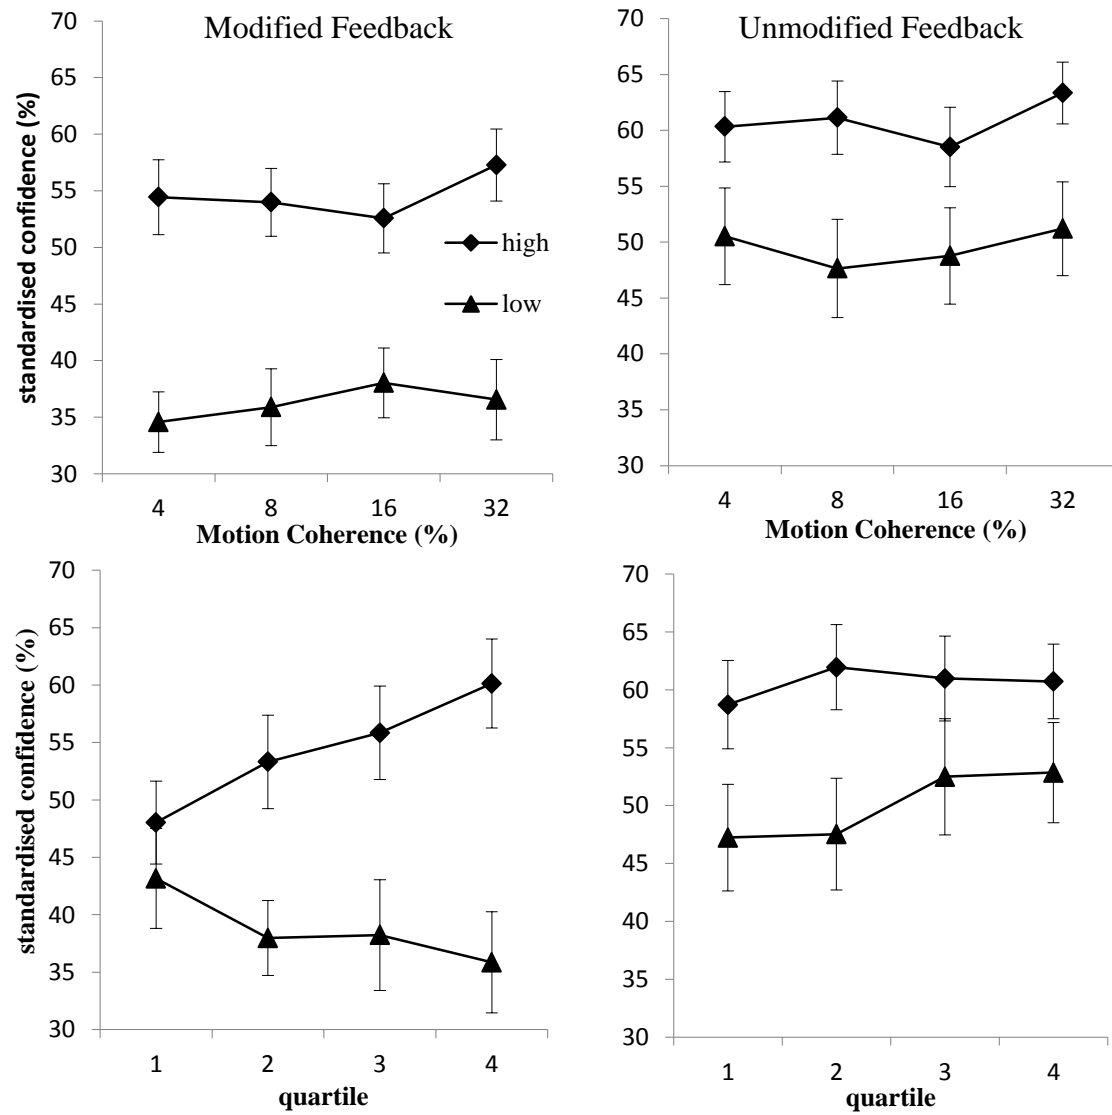 Modified Feedback
standardised confidence (%)
70
65
60
55
50
45
40
35
30
high
low
4 8 16 32
Motion Coherence (%)
Unmodified Feedback
70
65
60
55
50
45
40
35
30
4 8 16 32
Motion Coherence (%)
standardised confidence (%)
70
65
60
55
50
45
40
35
30
1 2 3 4
quartile
70
65
60
55
50
45
40
35
30
1 2 3 4
quartile